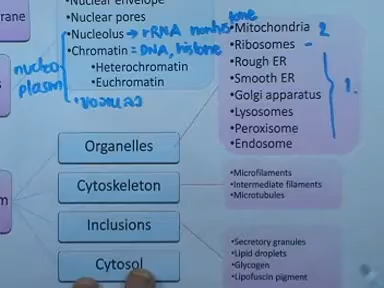 •Nuclear envelope
•Nuclear pores
•Nucleolus → rRNA nonhistone
•Chromatin = DNA, histone
•Heterochromatin
•Euchromatin
nucleo
plasm
•Mitochondria 2
•Ribosomes -
•Rough ER
•Smooth ER
•Golgi apparatus
•Lysosomes
•Peroxisome
•Endosome
1.
Organelles
Cytoskeleton
•Microfilaments
•Intermediate filaments
•Microtubules
Inclusions
•Secretory granules
•Lipid droplets
•Glycogen
•Lipofuscin pigment
Cytosol